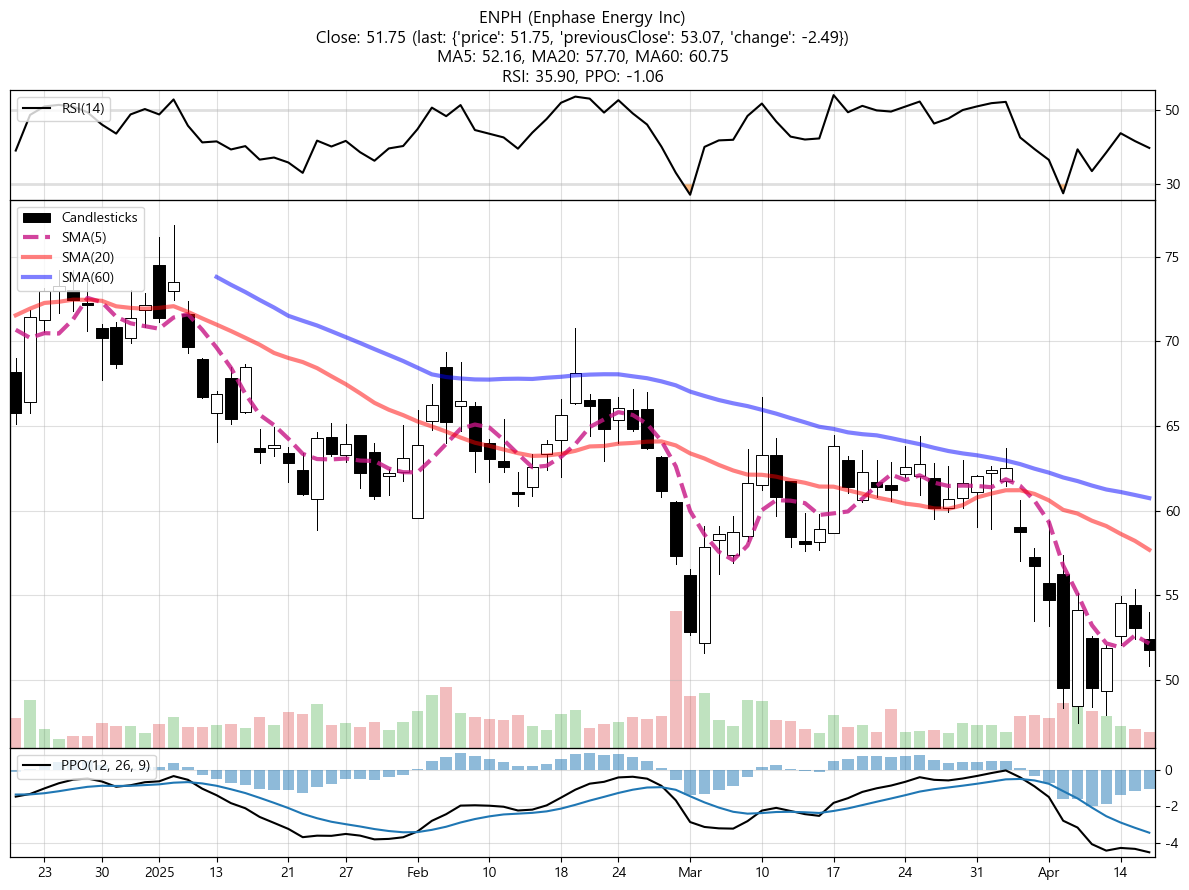 ENPH (Enphase Energy Inc)
Close: 51.75 (last: {'price': 51.75, 'previousClose': 53.07, 'change': -2.49})
MA5: 52.16, MA20: 57.70, MA60: 60.75
RSI: 35.90, PPO: -1.06
RSI(14)
50
30
Candlesticks
SMA(5)
SMA(20)
SMA(60)
75
70
65
60
55
50
PPO(12, 26, 9)
0
-2
-4
23 30 2025 13 21 27 Feb 10 18 24 Mar 10 17 24 31 Apr 14